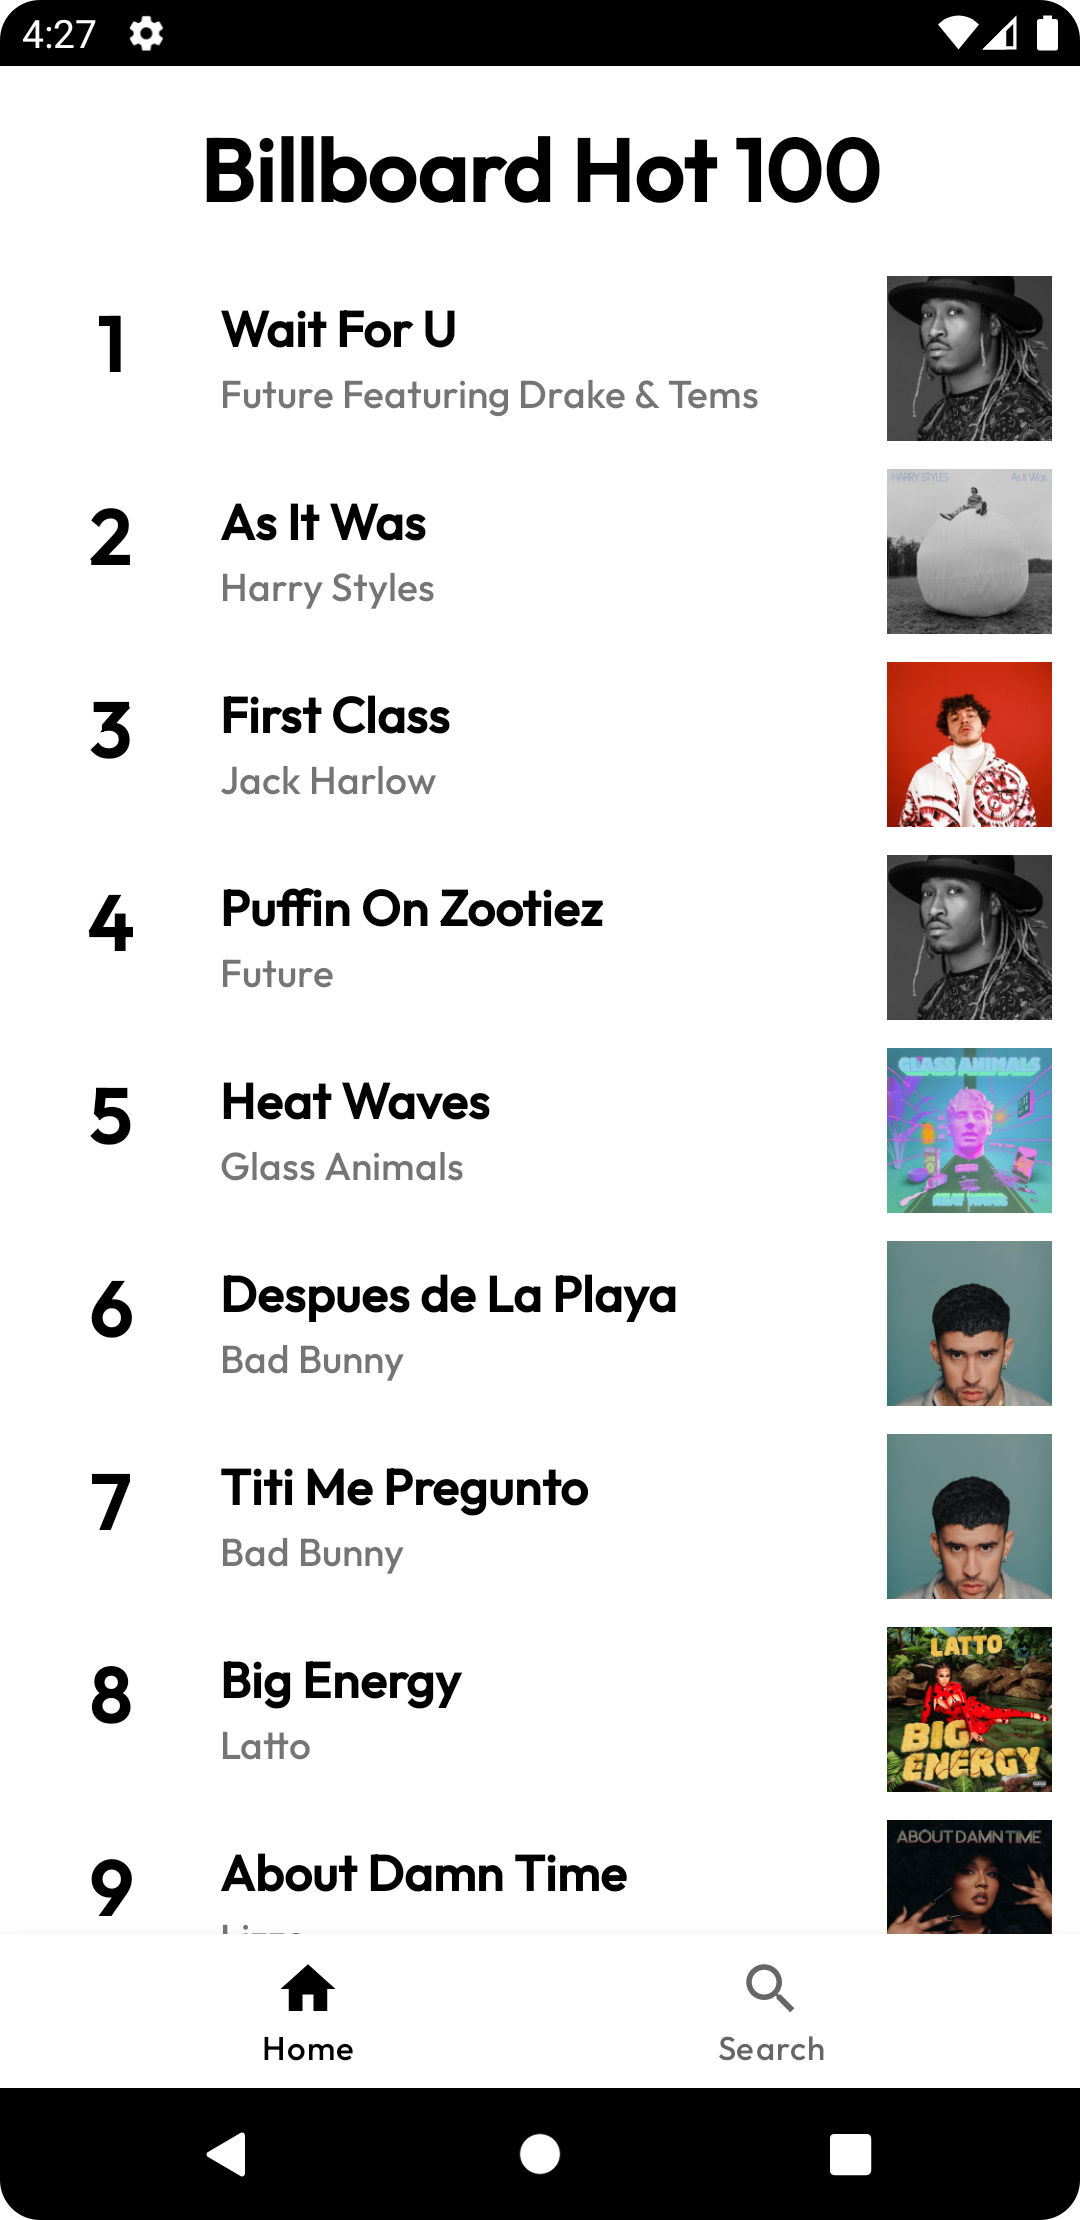 4:27
Billboard Hot 100
1
Wait For U
Future Featuring Drake & Tems
HARRY STYLES As It Was
2
As It Was
Harry Styles
3
First Class
Jack Harlow
4
Puffin On Zootiez
Future
GLASS ANIMALS
5
Heat Waves
Glass Animals
HEAT WAVES
6
Despues de La Playa
Bad Bunny
7
Titi Me Pregunto
Bad Bunny
LATTO
8
Big Energy
Latto
BIG
ENERGY
ABOUT DAMN TIME
9
About Damn Time
Lizzo
Home
Search